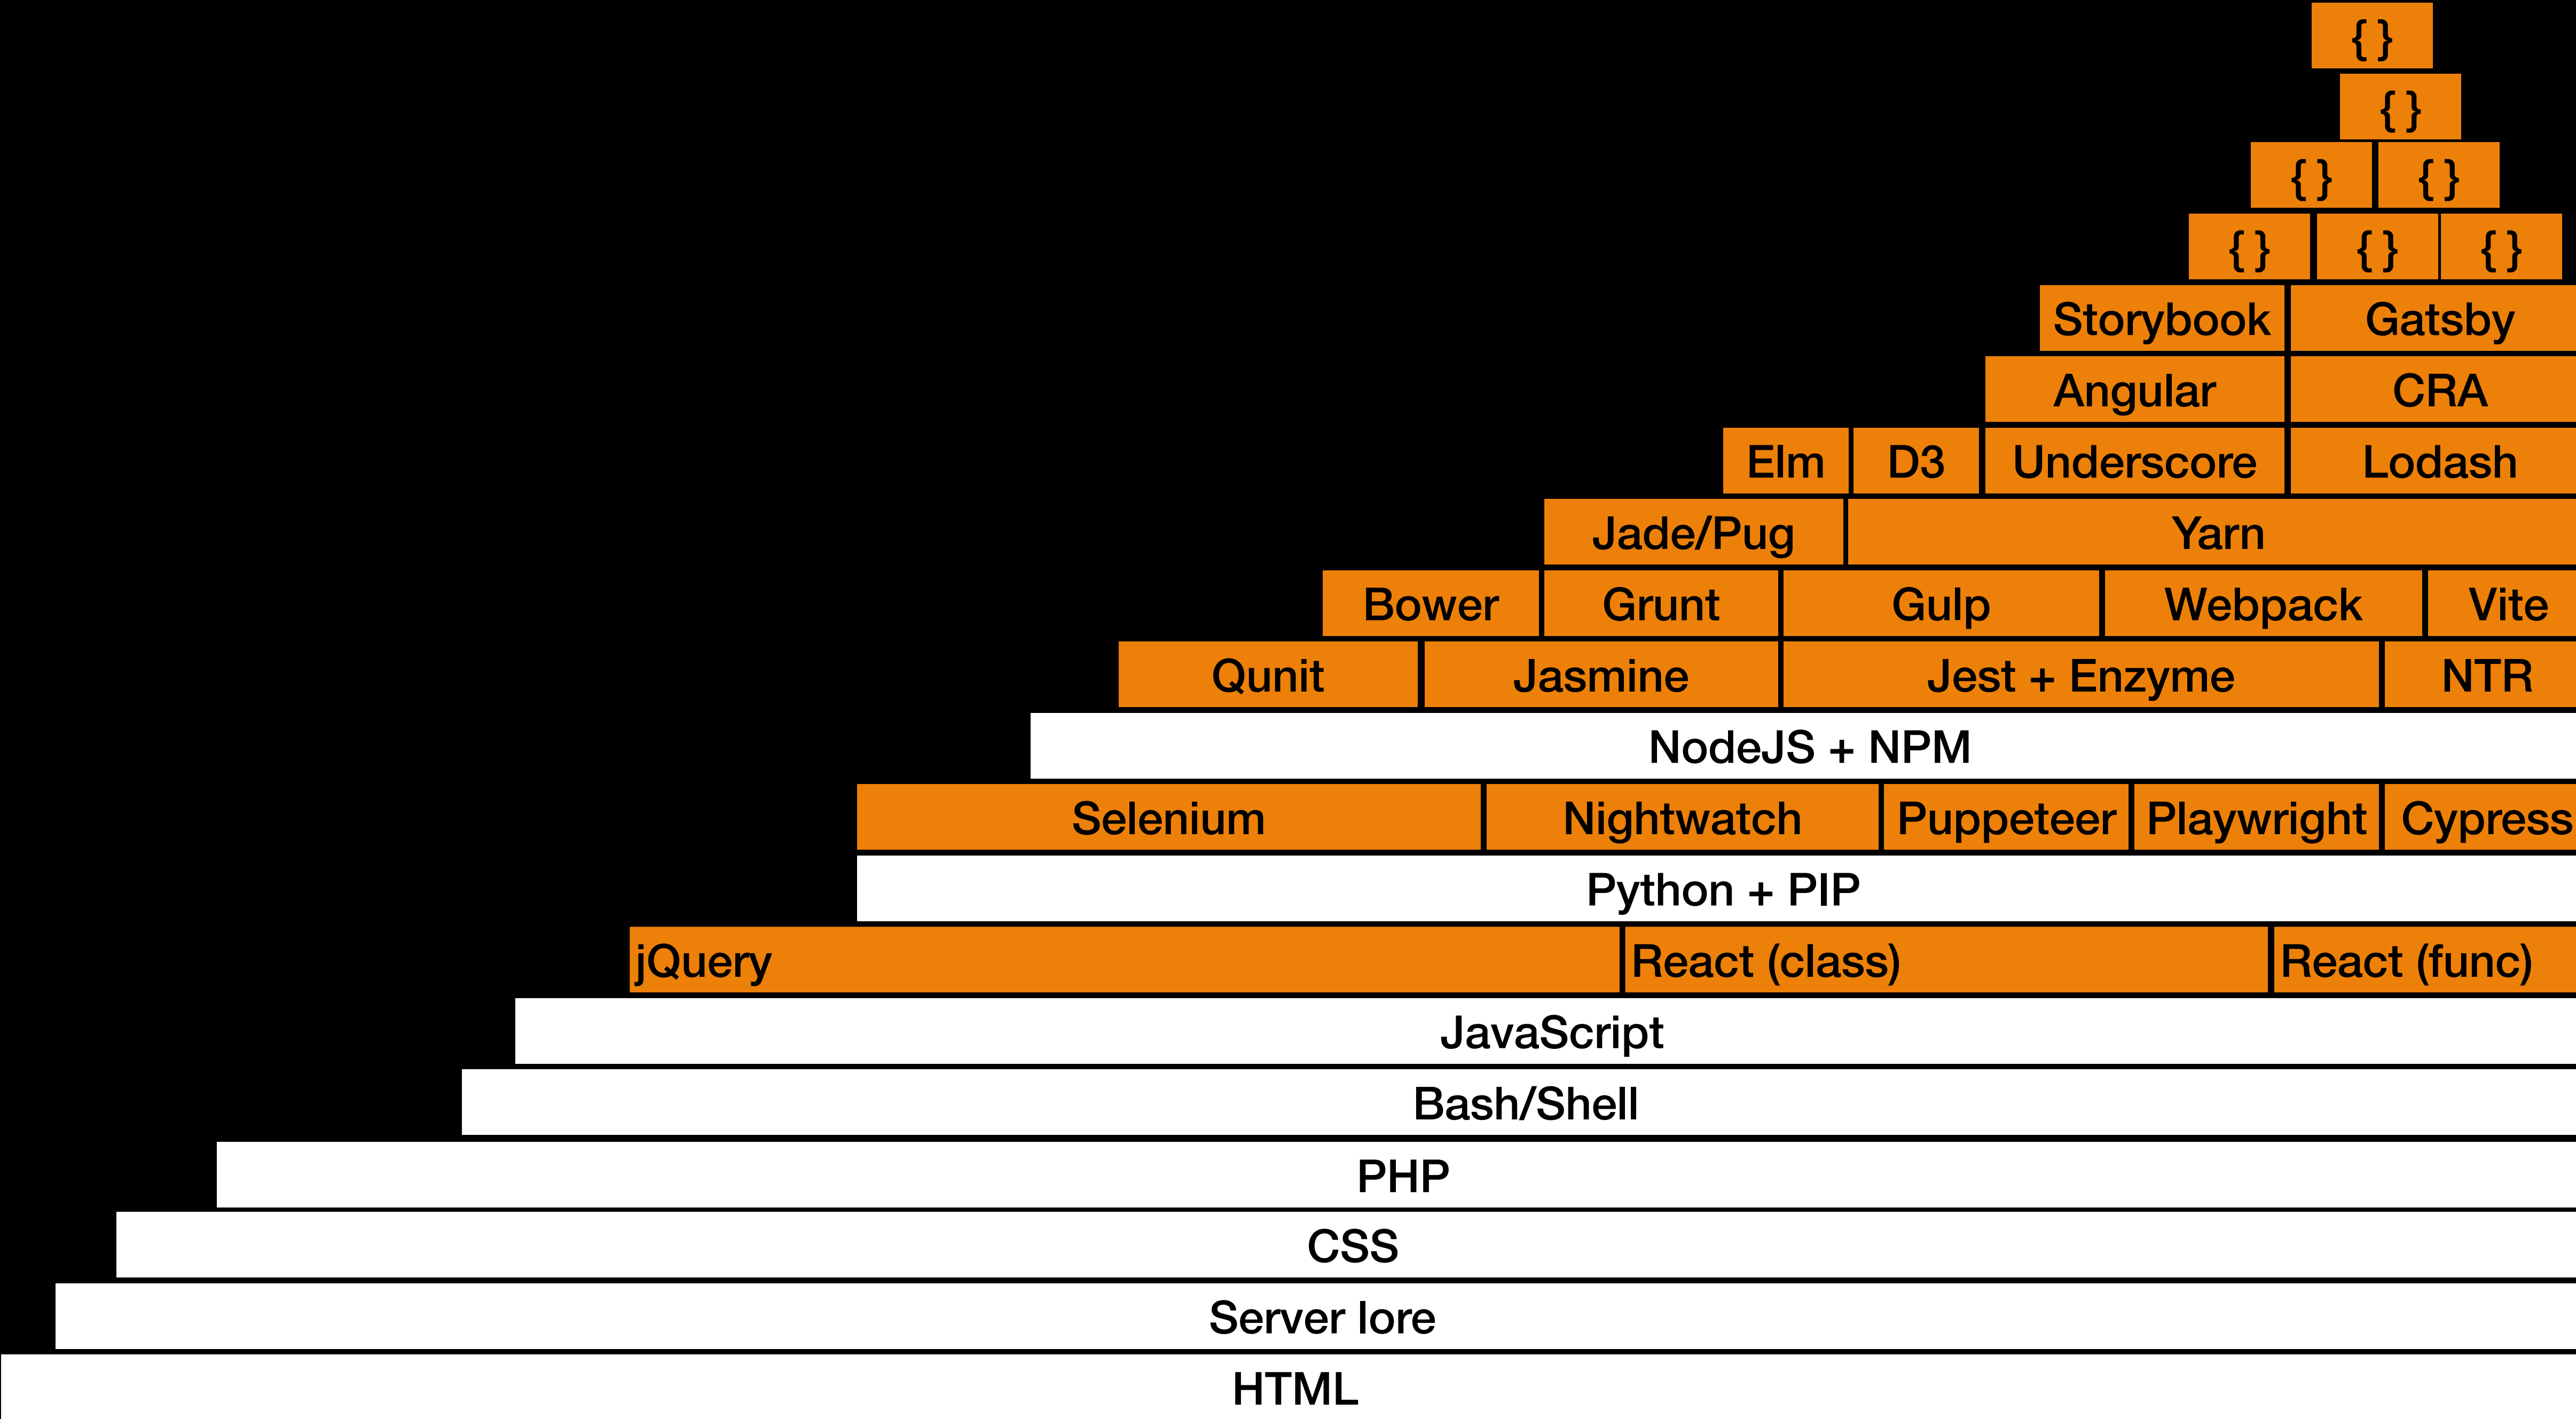 { }
{ }
{ } { }
{ } { } { }
Storybook Gatsby
Angular CRA
Elm D3 Underscore Lodash
Jade/Pug Yarn
Bower Grunt Gulp Webpack Vite
Qunit Jasmine Jest + Enzyme NTR
NodeJS + NPM
Selenium Nightwatch Puppeteer Playwright Cypress
Python + PIP
jQuery React (class) React (func)
JavaScript
Bash/Shell
PHP
CSS
Server lore
HTML